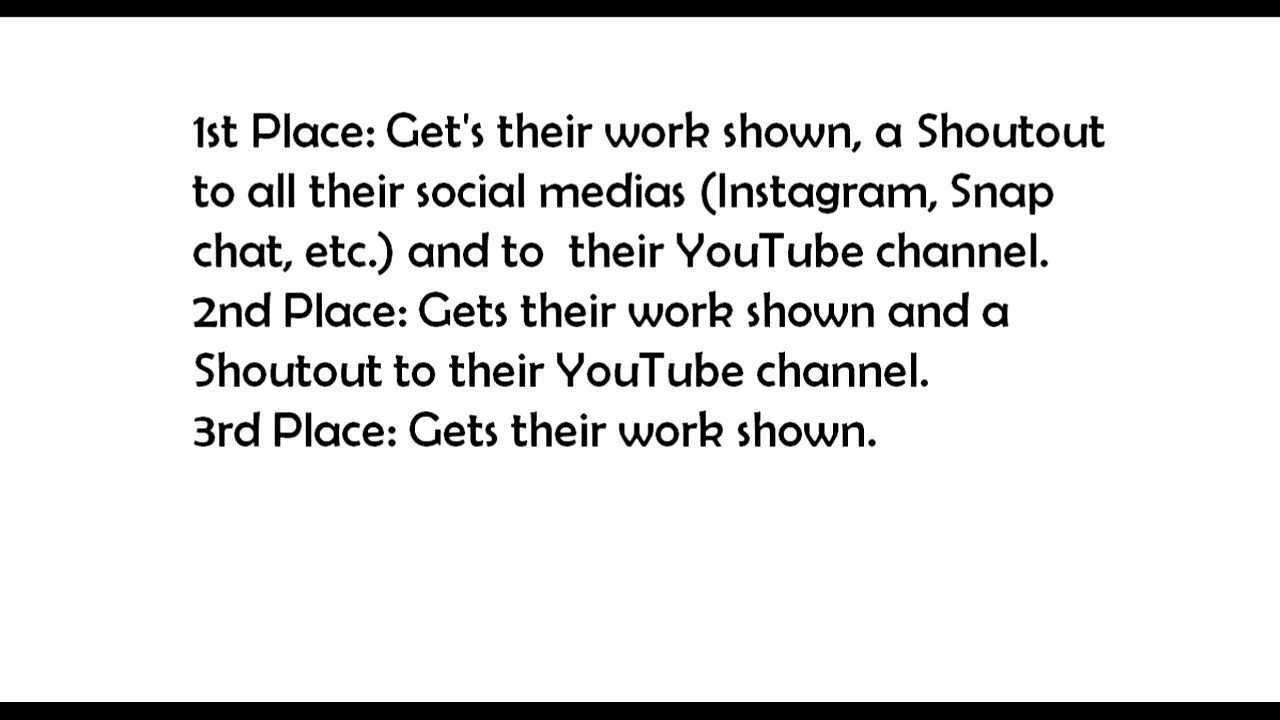 1st Place: Get's their work shown, a Shoutout
to all their social medias (Instagram, Snap
chat, etc.) and to  their YouTube channel.
2nd Place: Gets their work shown and a
Shoutout to their YouTube channel.
3rd Place: Gets their work shown.